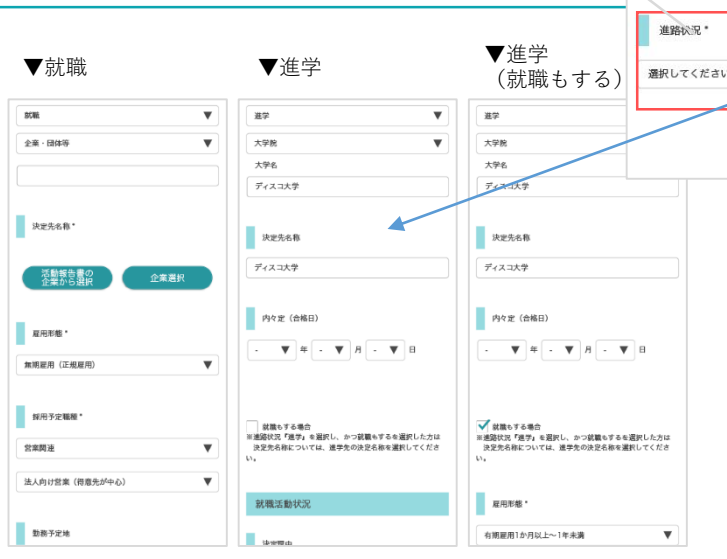 進路状況 *
選択してください
▼就職
▼進学
▼進学
（就職もする）
就職 ▼
企業・団体等 ▼
決定先名称 *
活動報告書の
企業から選択
企業選択
雇用形態 *
無期雇用（正規雇用） ▼
採用予定職種 *
営業関連 ▼
法人向け営業（得意先が中心） ▼
勤務予定地
進学 ▼
大学院 ▼
大学名
ディスコ大学
決定先名称
ディスコ大学
内々定（合格日）
- ▼ 年 - ▼ 月 - ▼ 日
就職もする場合
※進路状況『進学』を選択し、かつ就職もするを選択した方は
決定先名称については、進学先の決定名称を選択してくださ
い。
就職活動状況
決定理由
進学
大学院
大学名
ディスコ大学
決定先名称
ディスコ大学
内々定（合格日）
- ▼ 年 - ▼ 月 - ▼ 日
就職もする場合
※進路状況『進学』を選択し、かつ就職もするを選択した方は
決定先名称については、進学先の決定名称を選択してくださ
い。
雇用形態 *
有期雇用1か月以上～1年未満 ▼